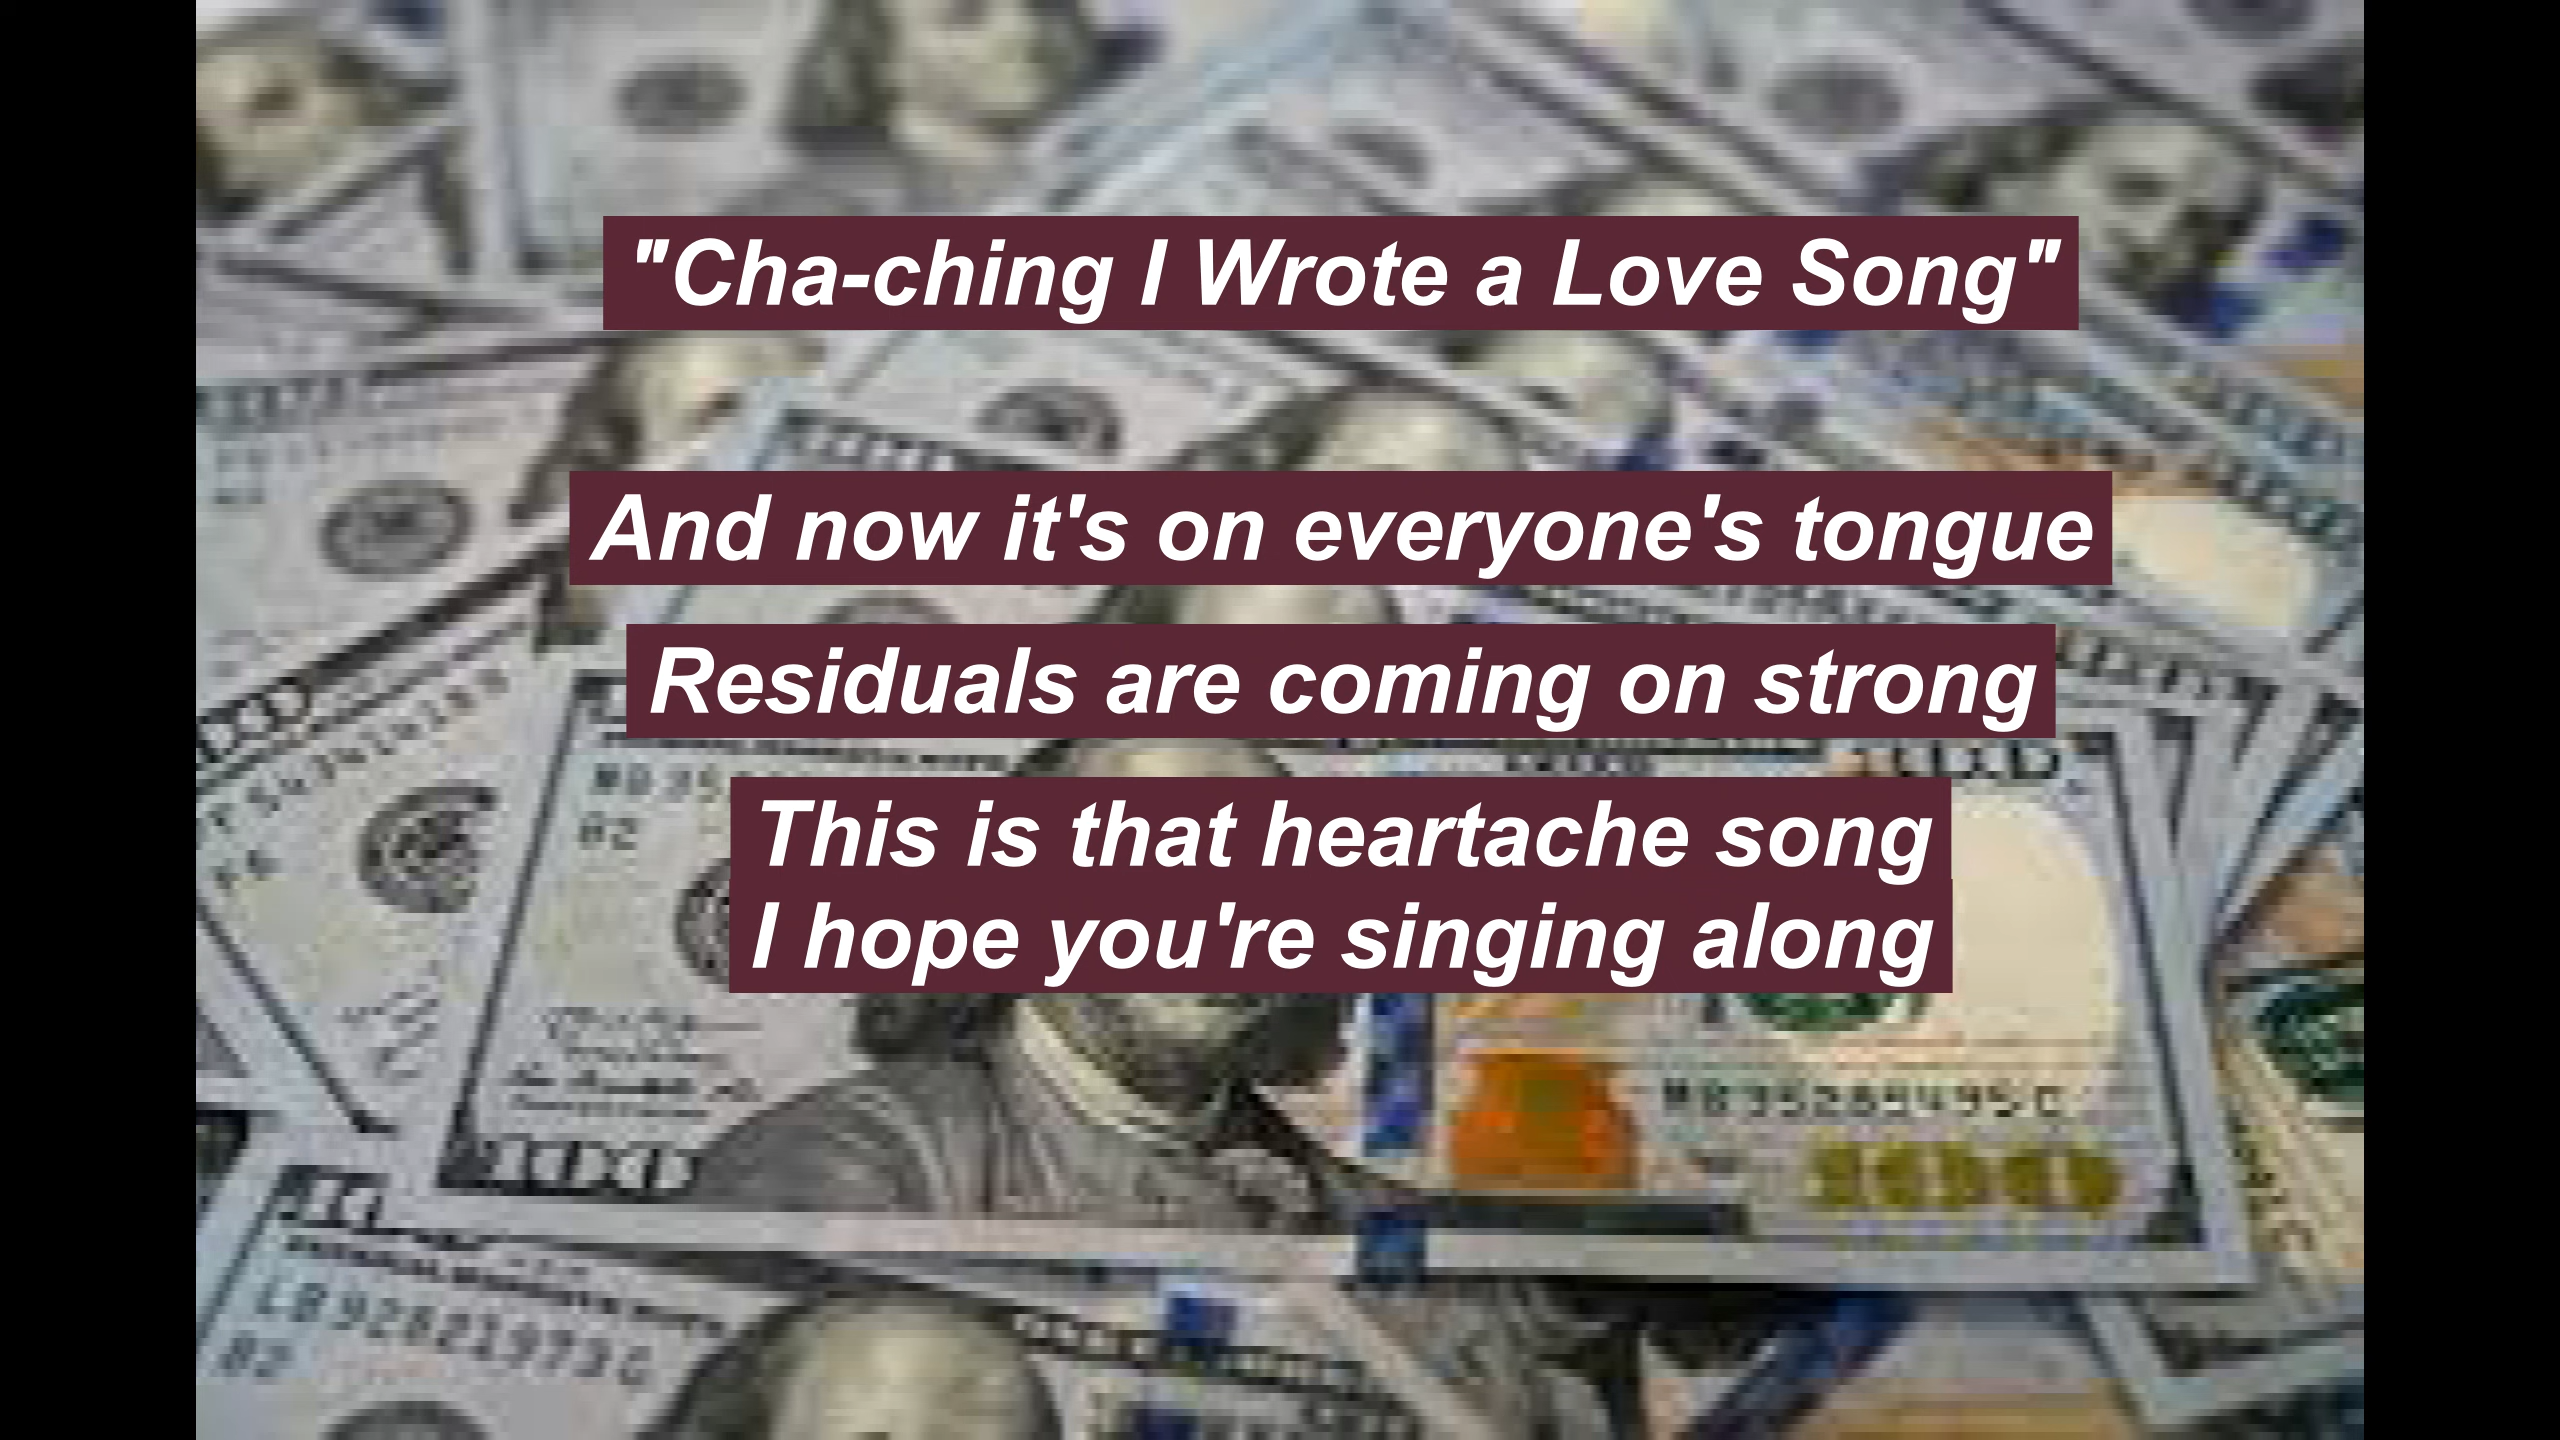 "Cha-ching I Wrote a Love Song"
And now it's on everyone's tongue
Residuals are coming on strong
This is that heartache song
I hope you're singing along
LB92821973G